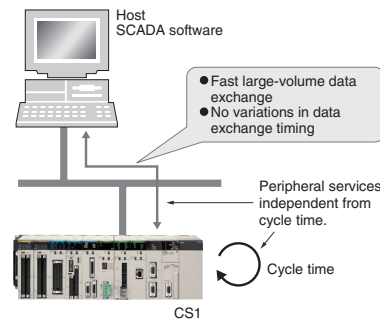 Host
SCADA software
● Fast large-volume data
exchange
● No variations in data
exchange timing
Peripheral services
independent from
cycle time.
Cycle time
CS1